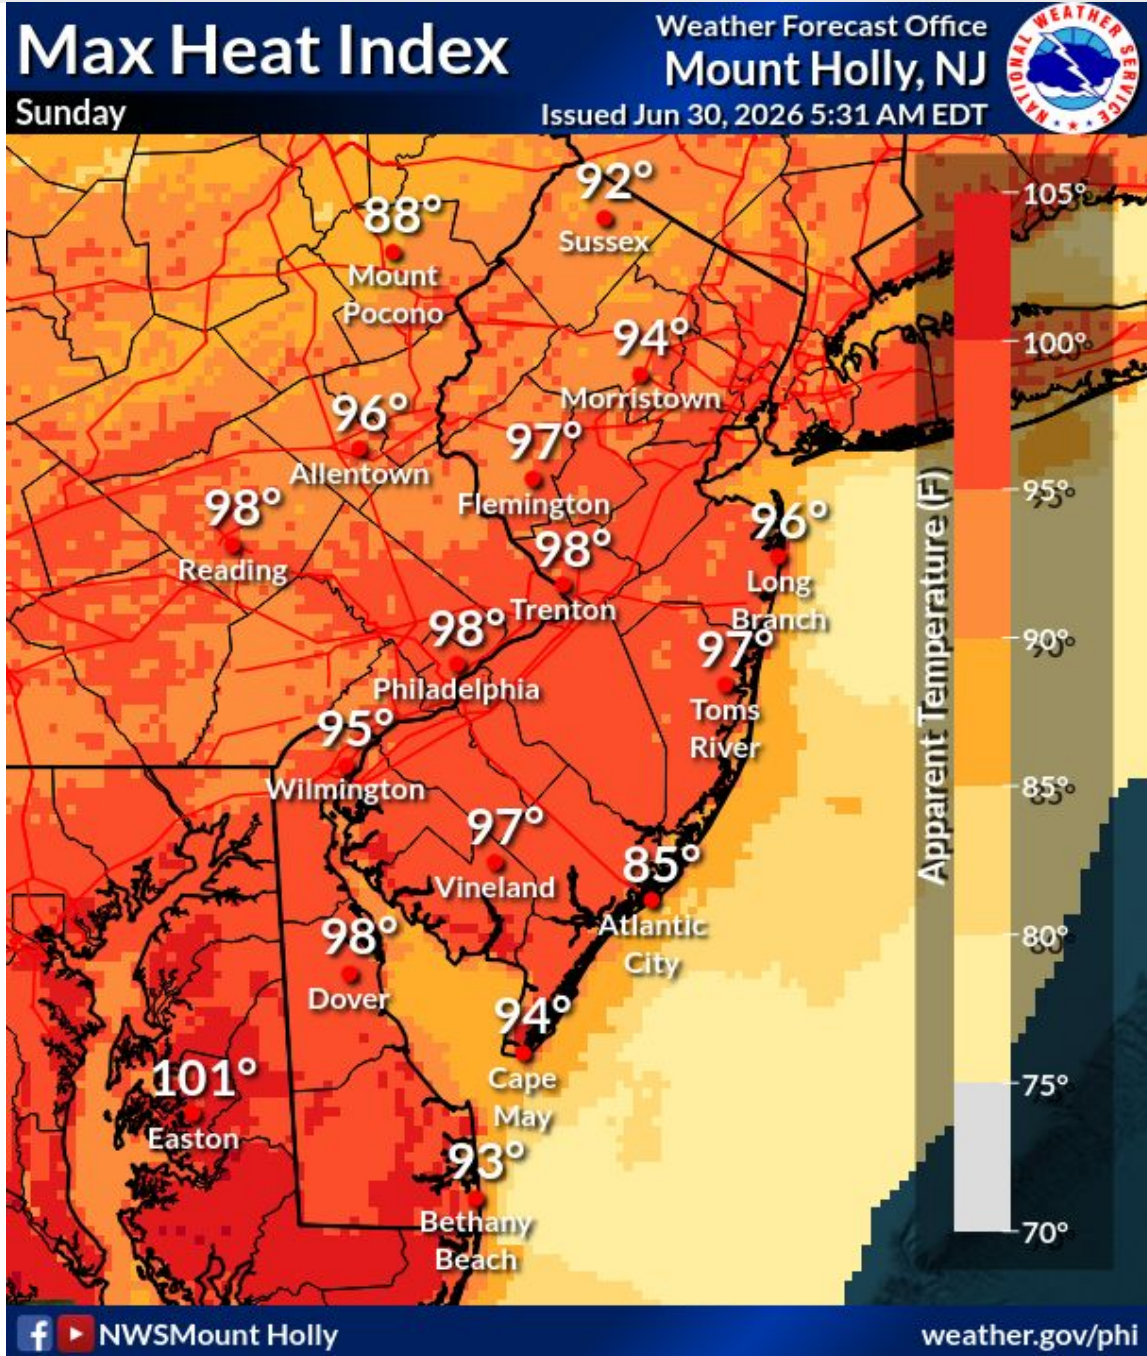 Max Heat Index
Sunday
Weather Forecast Office
Mount Holly, NJ
Issued Jun 30, 2026 5:31 AM EDT
NATIONAL WEATHER SERVICE
92°
Sussex
88°
Mount
Pocono
94°
Morristown
96°
Allentown
97°
Flemington
98°
Reading
98°
Trenton
96°
Long
Branch
98°
Philadelphia
97°
Toms
River
95°
Wilmington
97°
Vineland
85°
Atlantic
City
98°
Dover
94°
Cape
May
101°
Easton
93°
Bethany
Beach
Apparent Temperature (F)
105°
100°
95°
90°
85°
80°
75°
70°
NWSMount Holly
weather.gov/phi